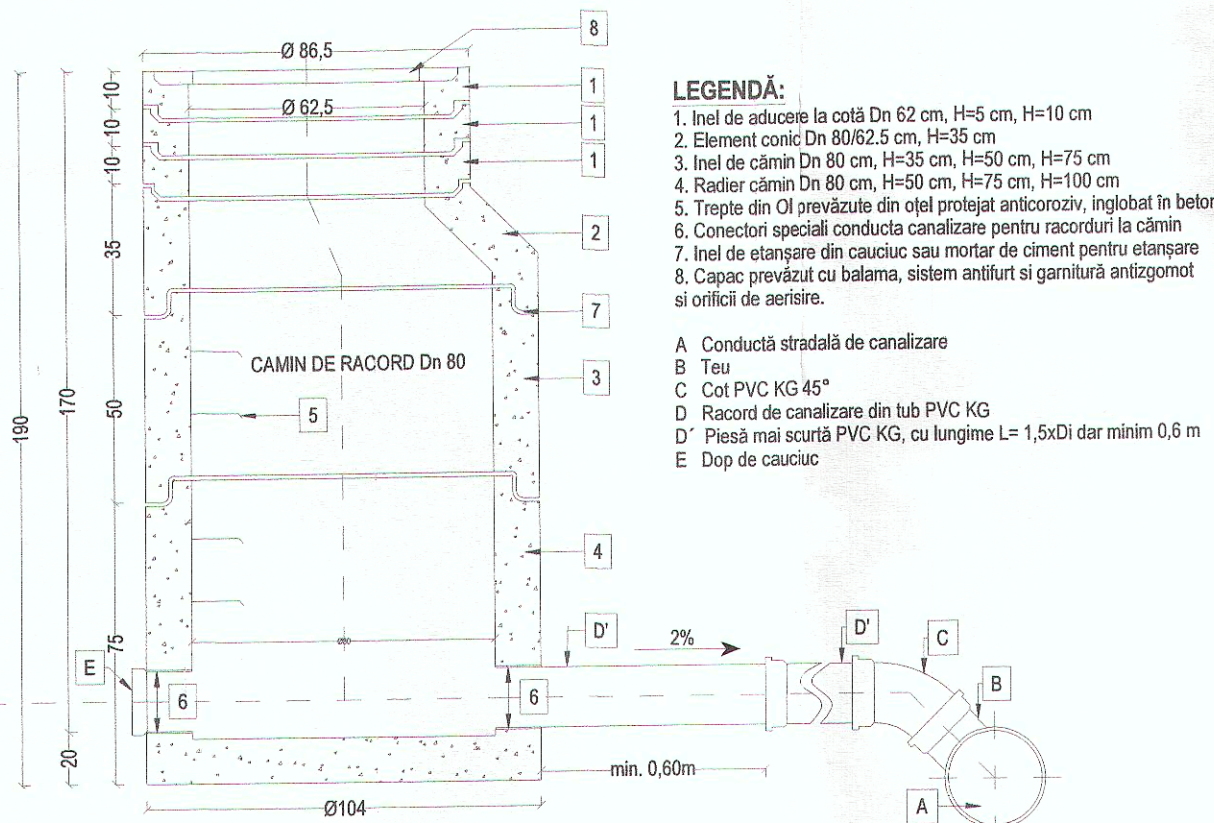 Ø 86,5
8
10
10
10
35
50
75
170
20
190
Ø 62,5
1
1
1
2
7
CAMIN DE RACORD Dn 80
3
5
4
Ø80
E
6
6
D'
2%
D'
C
B
A
min. 0,60m
Ø104
LEGENDĂ:
1. Inel de aducere la cotă Dn 62 cm, H=5 cm, H=10 cm
2. Element conic Dn 80/62.5 cm, H=35 cm
3. Inel de cămin Dn 80 cm, H=35 cm, H=50 cm, H=75 cm
4. Radier cămin Dn 80 cm, H=50 cm, H=75 cm, H=100 cm
5. Trepte din Ol prevăzute din oțel protejat anticoroziv, inglobat în beton
6. Conectori speciali conducta canalizare pentru racorduri la cămin
7. Inel de etanșare din cauciuc sau mortar de ciment pentru etanșare
8. Capac prevăzut cu balama, sistem antifurt si garnitură antizgomot
si orificii de aerisire.
A Conductă stradală de canalizare
B Teu
C Cot PVC KG 45°
D Racord de canalizare din tub PVC KG
D´ Piesă mai scurtă PVC KG, cu lungime L= 1,5xDi dar minim 0,6 m
E Dop de cauciuc